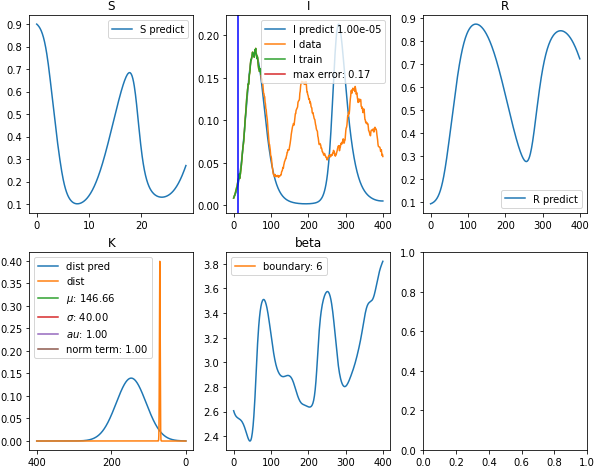 S
0.9
0.8
0.7
0.6
0.5
0.4
0.3
0.2
0.1
0 10 20
S predict
I
0.20
0.15
0.10
0.05
0.00
0 100 200 300 400
I predict 1.00e-05
I data
I train
max error: 0.17
R
0.9
0.8
0.7
0.6
0.5
0.4
0.3
0.2
0.1
0 100 200 300 400
R predict
K
0.40
0.35
0.30
0.25
0.20
0.15
0.10
0.05
0.00
400 200 0
dist pred
dist
μ: 146.66
σ: 40.00
au: 1.00
norm term: 1.00
beta
3.8
3.6
3.4
3.2
3.0
2.8
2.6
2.4
0 100 200 300 400
boundary: 6
1.0
0.8
0.6
0.4
0.2
0.0
0.0 0.2 0.4 0.6 0.8 1.0